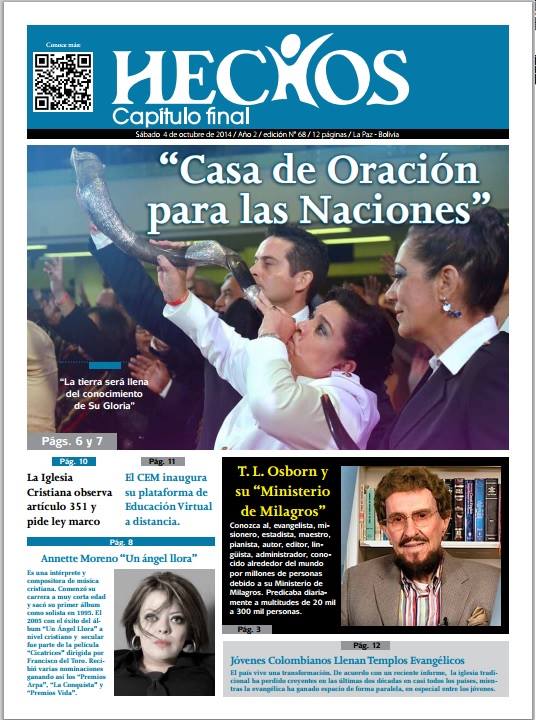 Conoce más:
HECHOS
Capítulo final
Sábado 4 de octubre de 2014 / Año 2 / edición N° 68 / 12 páginas / La Paz - Bolivia
“Casa de Oración
para las Naciones”
“La tierra será llena
del conocimiento
de Su Gloria”
Págs. 6 y 7
Pág. 10
La Iglesia
Cristiana observa
artículo 351 y
pide ley marco
Pág. 11
El CEM inaugura
su plataforma de
Educación Virtual
a distancia.
Pág. 8
Annette Moreno “Un ángel llora”
Es una intérprete y
compositora de música
cristiana. Comenzó su
carrera a muy corta edad
y sacó su primer álbum
como solista en 1995. El
2005 con el éxito del ál-
bum “Un Ángel Llora” a
nivel cristiano y secular
fue parte de la película
“Cicatrices” dirigida por
Francisco del Toro. Reci-
bió varias nominaciones
ganando así los “Premios
Arpa”, “La Conquista” y
“Premios Vida”.
T. L. Osborn y
su “Ministerio
de Milagros”
Conozca al, evangelista, mi-
sionero, estadista, maestro,
pianista, autor, editor, lin-
güista, administrador, cono-
cido alrededor del mundo
por millones de personas
debido a su Ministerio de
Milagros. Predicaba diaria-
mente a multitudes de 20 mil
a 300 mil personas.
Pág. 3
Pág. 12
Jóvenes Colombianos Llenan Templos Evangélicos
El país vive una transformación. De acuerdo con un reciente informe, la iglesia tradi-
cional ha perdido creyentes en la últimas dos décadas en casi todos los países, mien-
tras la evangélica ha ganado espacio de forma paralela, en especial entre los jóvenes.